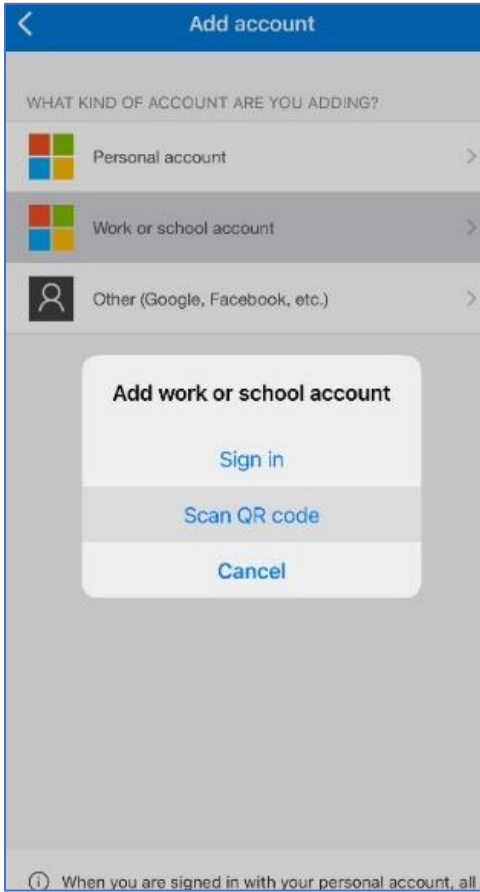 Add account
WHAT KIND OF ACCOUNT ARE YOU ADDING?
Personal account
Work or school account
Other (Google, Facebook, etc.)
Add work or school account
Sign in
Scan QR code
Cancel
When you are signed in with your personal account, all